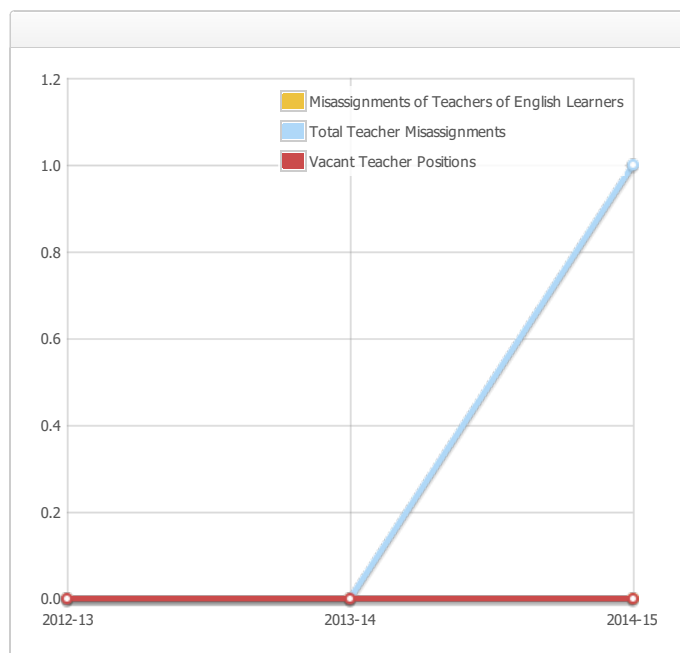 1.2
Misassignments of Teachers of English Learners
Total Teacher Misassignments
1.0
Vacant Teacher Positions
0.8
0.6
0.4
0.2
0.0
2012-13 2013-14 2014-15